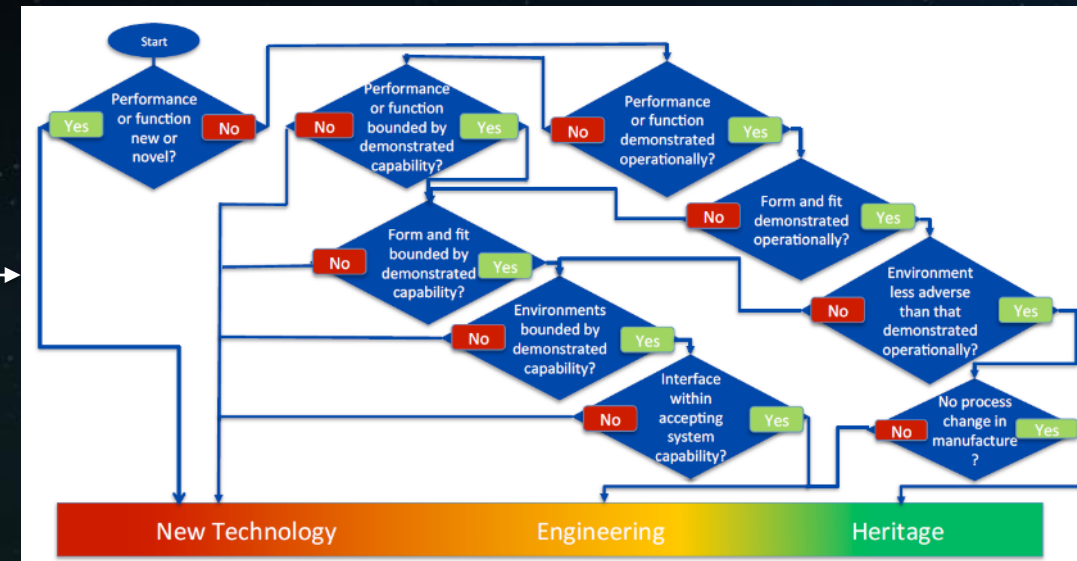 Start
Performance
or function
new or
novel?
Yes
No
Performance
or function
bounded by
demonstrated
capability?
No
Yes
Performance
or function
demonstrated
operationally?
No
Yes
Form and fit
demonstrated
operationally?
No
Yes
Form and fit
bounded by
demonstrated
capability?
No
Yes
Environment
less adverse
than that
demonstrated
operationally?
No
Yes
Environments
bounded by
demonstrated
capability?
No
Yes
Interface
within
accepting
system
capability?
No
Yes
No process
change in
manufacture
?
No
Yes
New Technology
Engineering
Heritage